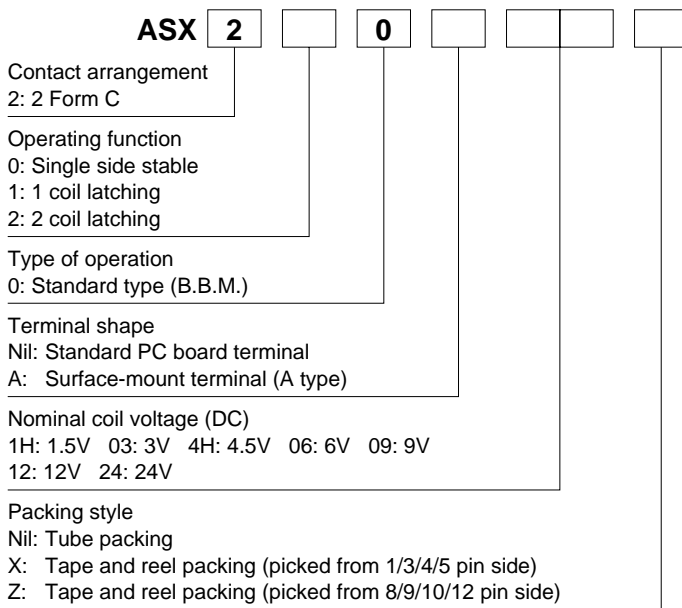 ASX 2 0
Contact arrangement
2: 2 Form C
Operating function
0: Single side stable
1: 1 coil latching
2: 2 coil latching
Type of operation
0: Standard type (B.B.M.)
Terminal shape
Nil: Standard PC board terminal
A: Surface-mount terminal (A type)
Nominal coil voltage (DC)
1H: 1.5V 03: 3V 4H: 4.5V 06: 6V 09: 9V
12: 12V 24: 24V
Packing style
Nil: Tube packing
X: Tape and reel packing (picked from 1/3/4/5 pin side)
Z: Tape and reel packing (picked from 8/9/10/12 pin side)